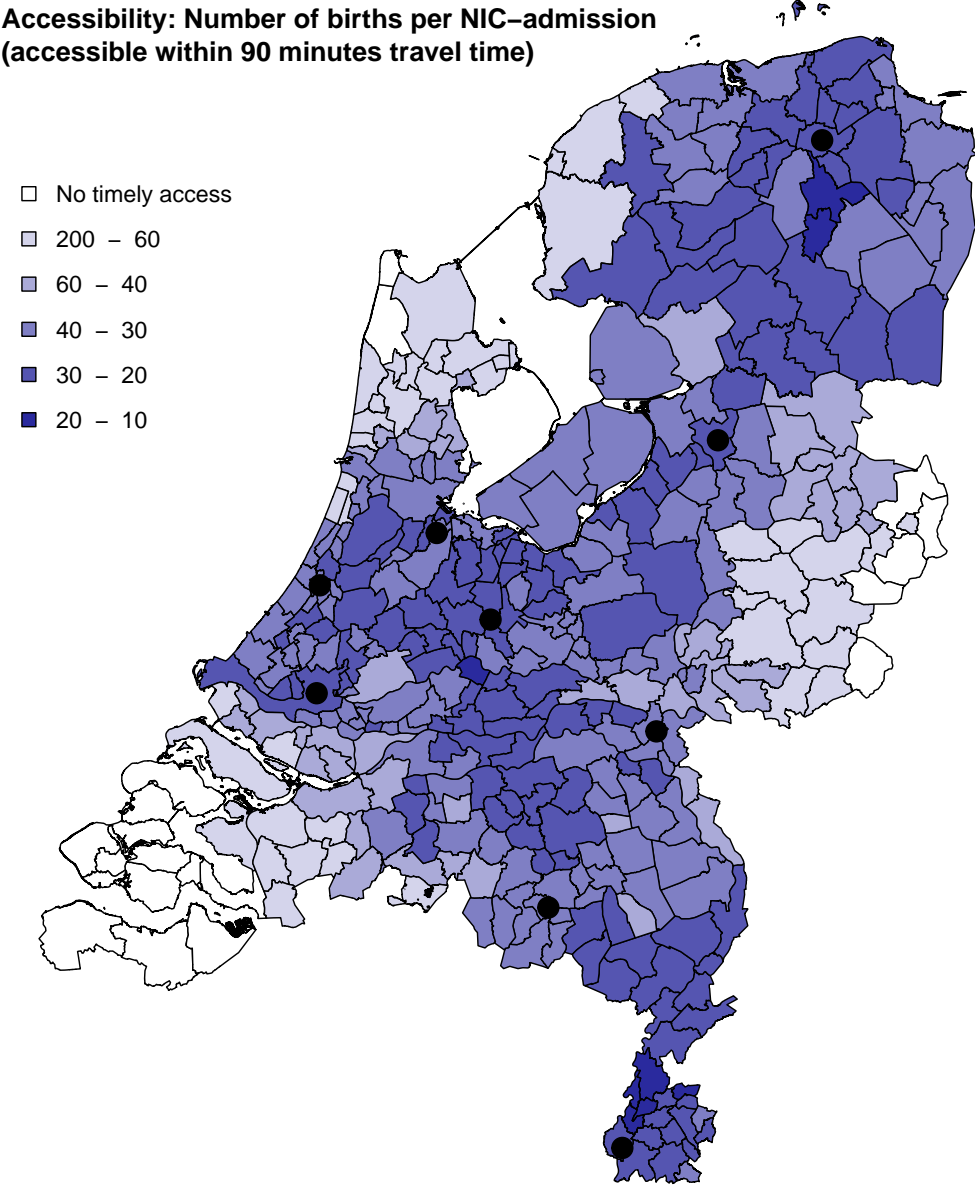 Accessibility: Number of births per NIC−admission
(accessible within 90 minutes travel time)
No timely access
200 − 60
60 − 40
40 − 30
30 − 20
20 − 10